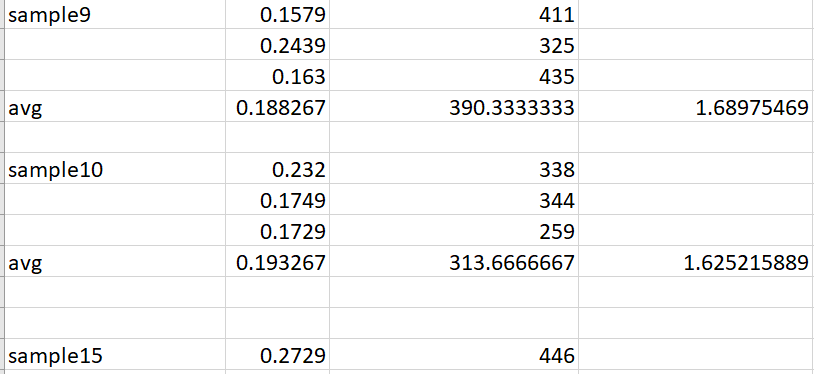 sample9 0.1579 411
0.2439 325
0.163 435
avg 0.188267 390.3333333 1.68975469
sample10 0.232 338
0.1749 344
0.1729 259
avg 0.193267 313.6666667 1.625215889
sample15 0.2729 446